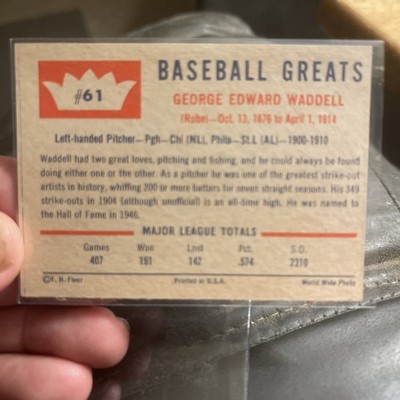 #61
BASEBALL GREATS
GEORGE EDWARD WADDELL
(Rube)—Oct. 13, 1876 to April 1, 1914
Left-handed Pitcher—Pgh—Chi (NL), Phila—St.L (AL)—1900-1910
Waddell had two great loves, pitching and fishing, and he could always be found
doing either one or the other. As a pitcher he was one of the greatest strike-out
artists in history, whiffing 200 or more batters for seven straight seasons. His 349
strike-outs in 1904 (although unofficial) is an all-time high. He was named to
the Hall of Fame in 1946.
MAJOR LEAGUE TOTALS
Games Won Lost Pct. S.O.
407 191 142 .574 2310
©F. H. Fleer Printed in U.S.A. World Wide Photo